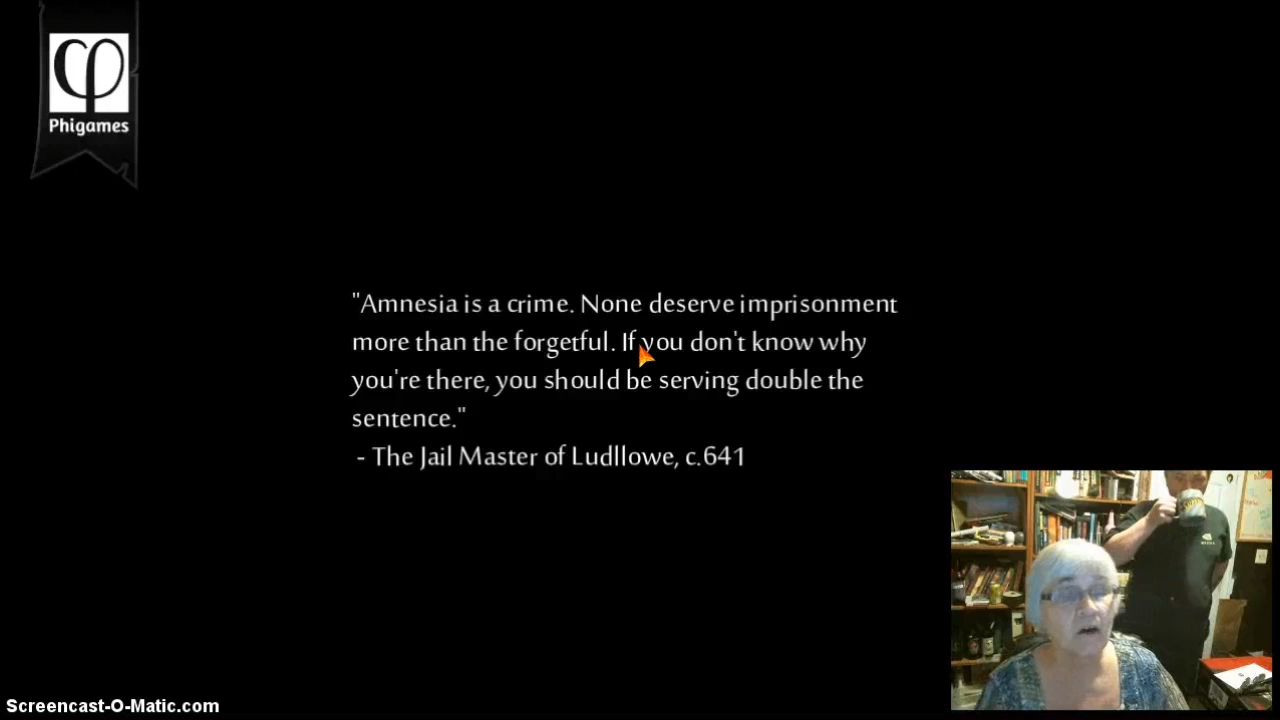 Phigames
"Amnesia is a crime. None deserve imprisonment
more than the forgetful. If you don't know why
you're there, you should be serving double the
sentence."
- The Jail Master of Ludllowe, c.641
Screencast-O-Matic.com